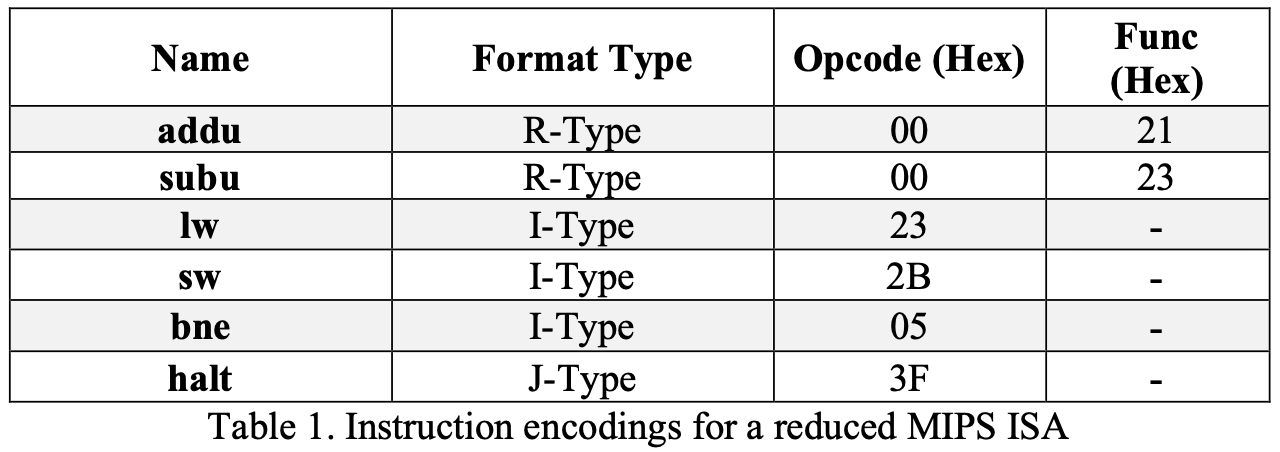 Name Format Type Opcode (Hex) Func (Hex)
addu R-Type 00 21
subu R-Type 00 23
lw I-Type 23 -
sw I-Type 2B -
bne I-Type 05 -
halt J-Type 3F -
Table 1. Instruction encodings for a reduced MIPS ISA